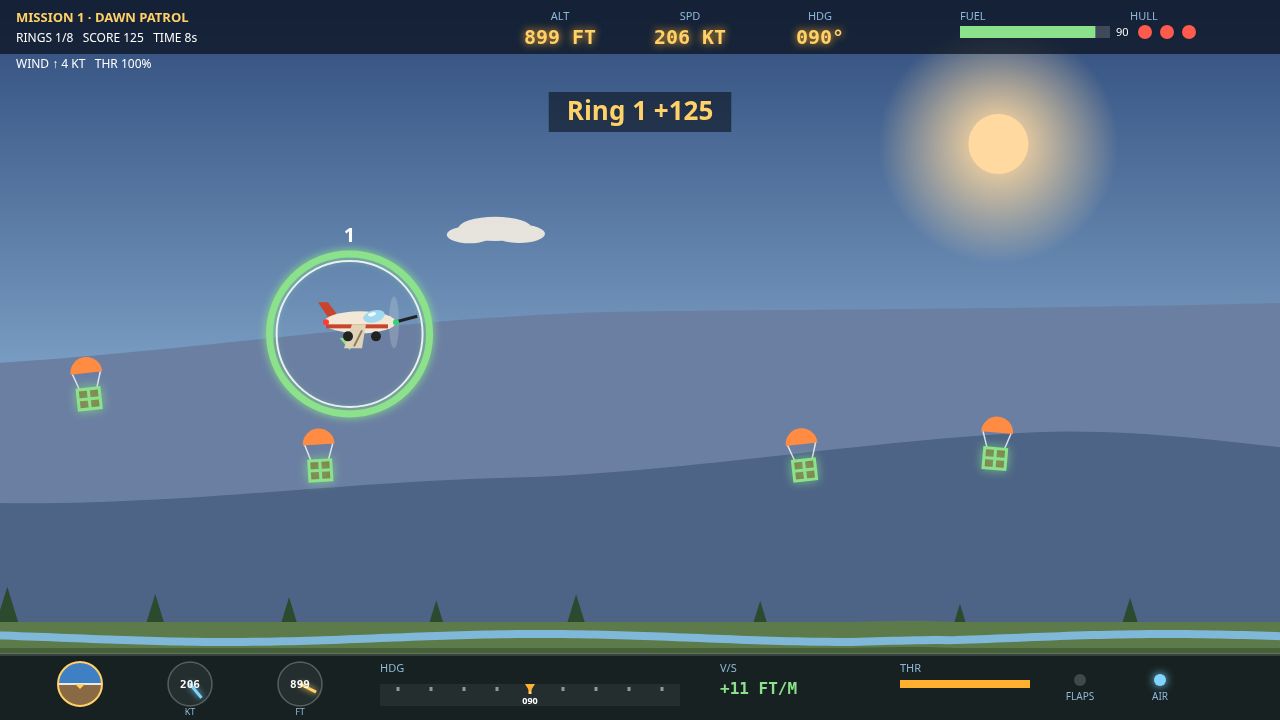 MISSION 1 · DAWN PATROL
RINGS 1/8 SCORE 125 TIME 8s
WIND ↑ 4 KT THR 100%
ALT
899 FT
SPD
206 KT
HDG
090°
FUEL
90
HULL
Ring 1 +125
1
206
KT
899
FT
HDG
090
V/S
+11 FT/M
THR
FLAPS
AIR